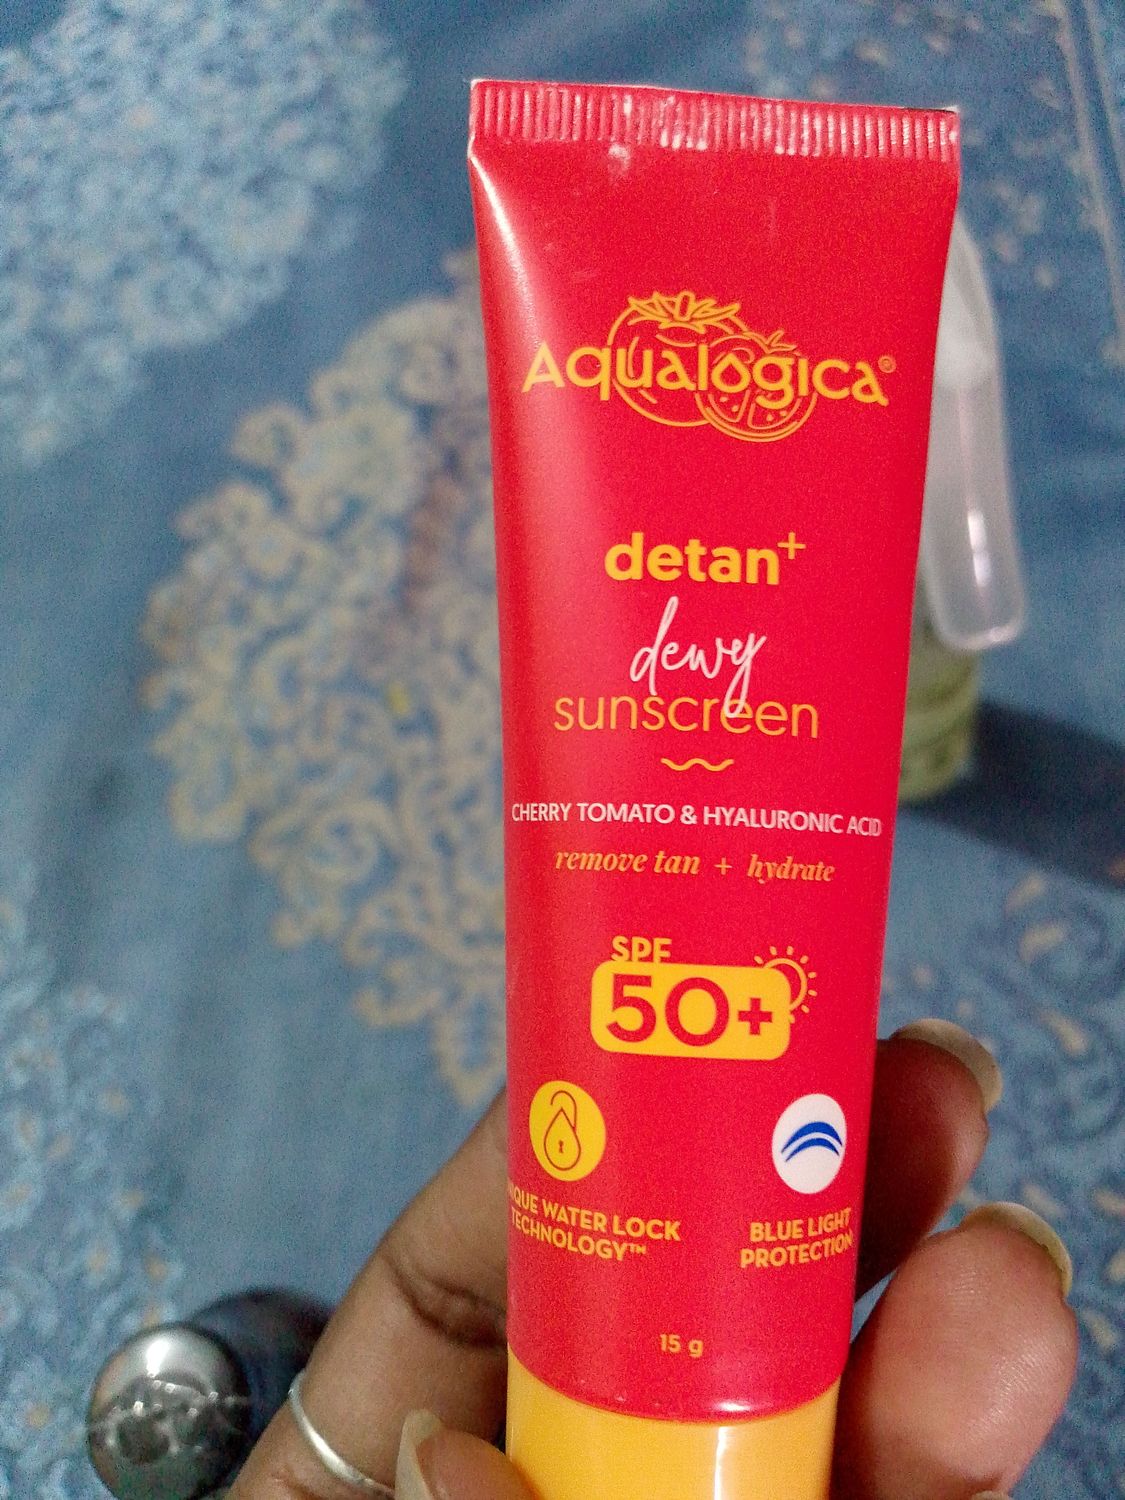 Aqualogica®
detan+
dewy
sunscreen
CHERRY TOMATO & HYALURONIC ACID
remove tan + hydrate
SPF
50+
WATER LOCK
TECHNOLOGY™
BLUE LIGHT
PROTECTION
15 g